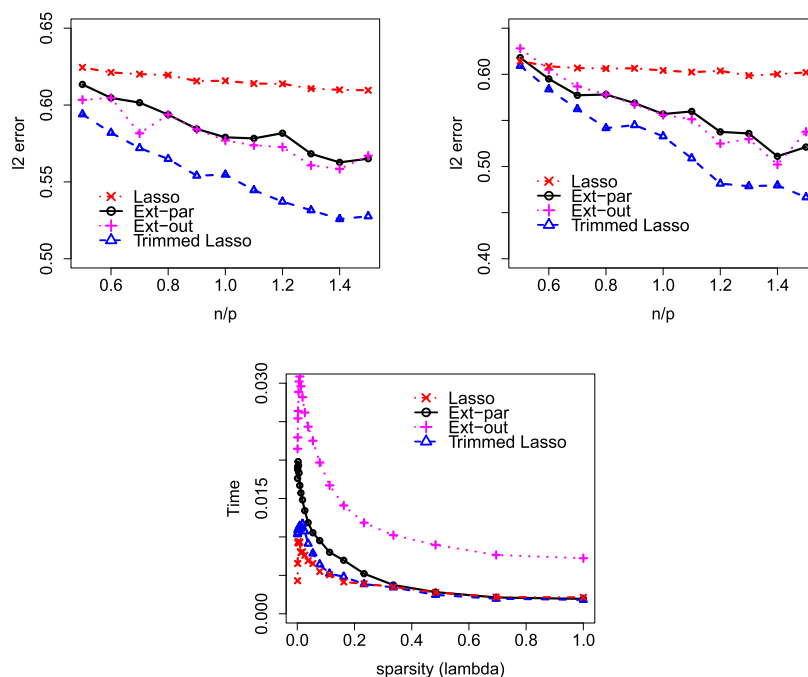 0.65
0.60
0.55
0.50
l2 error
Lasso
Ext−par
Ext−out
Trimmed Lasso
0.6 0.8 1.0 1.2 1.4
n/p
0.60
0.50
0.40
l2 error
Lasso
Ext−par
Ext−out
Trimmed Lasso
0.6 0.8 1.0 1.2 1.4
n/p
0.030
0.015
0.000
Time
Lasso
Ext−par
Ext−out
Trimmed Lasso
0.0 0.2 0.4 0.6 0.8 1.0
sparsity (lambda)